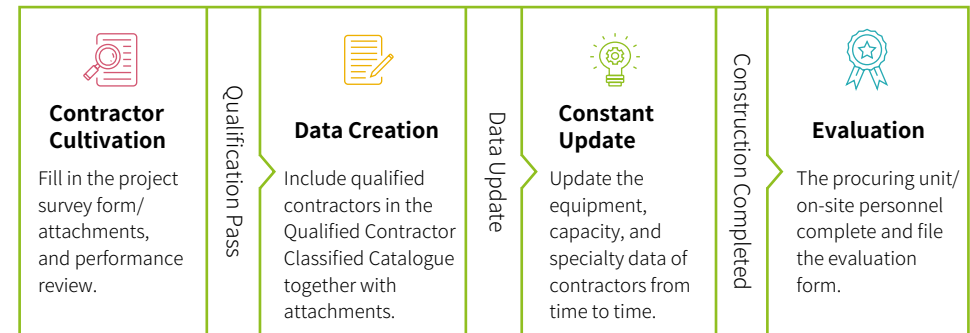 Contractor
Cultivation
Fill in the project
survey form/
attachments,
and performance
review.
Qualification Pass
Data Creation
Include qualified
contractors in the
Qualified Contractor
Classified Catalogue
together with
attachments.
Data Update
Constant
Update
Update the
equipment,
capacity, and
specialty data of
contractors from
time to time.
Construction Completed
Evaluation
The procuring unit/
on-site personnel
complete and file
the evaluation
form.